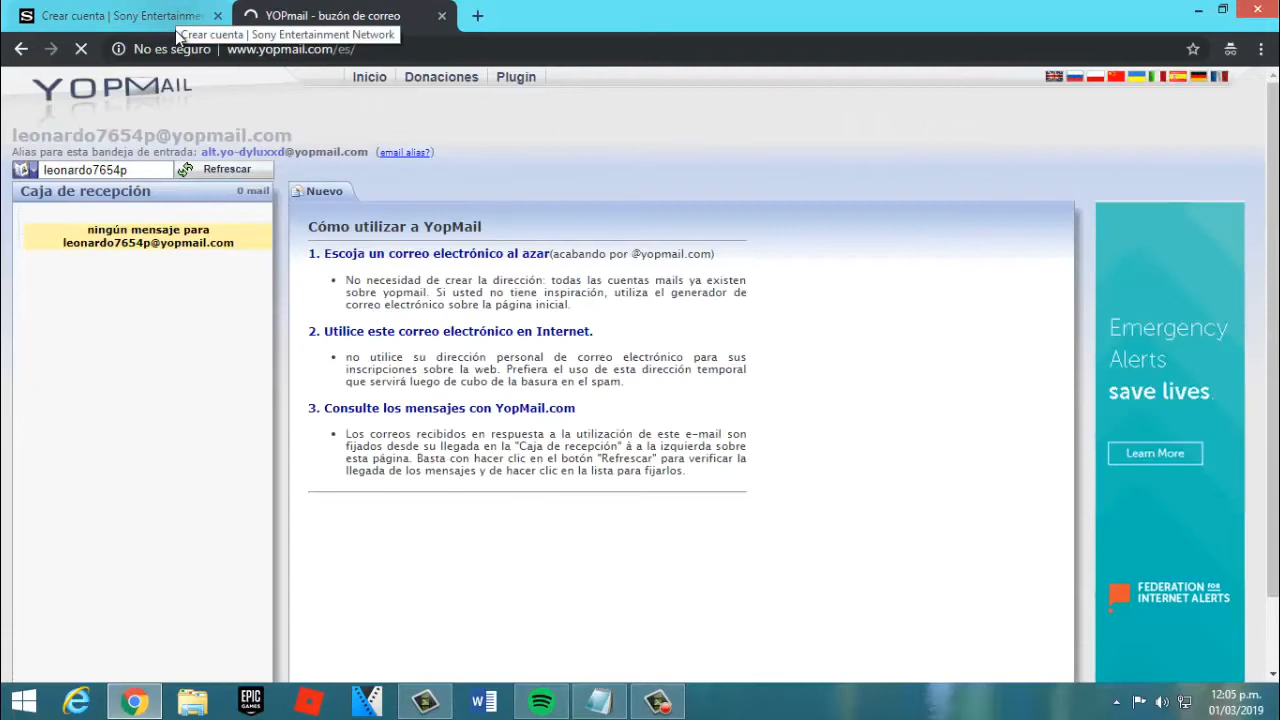 Crear cuenta | Sony Entertainme
YOPmail - buzón de correo
Crear cuenta | Sony Entertainment Network
No es seguro
www.yopmail.com/es/
YOPMAIL
Inicio
Donaciones
Plugin
leonardo7654p@yopmail.com
Alias para esta bandeja de entrada: alt.yo-dyluxxd@yopmail.com (email alias?)
leonardo7654p
Refrescar
Caja de recepción
0 mail
Nuevo
ningún mensaje para
leonardo7654p@yopmail.com
Cómo utilizar a YopMail
1. Escoja un correo electrónico al azar(acabando por @yopmail.com)
• No necesidad de crear la dirección: todas las cuentas mails ya existen
sobre yopmail. Si usted no tiene inspiración, utiliza el generador de
correo electrónico sobre la página inicial.
2. Utilice este correo electrónico en Internet.
• no utilice su dirección personal de correo electrónico para sus
inscripciones sobre la web. Prefiera el uso de esta dirección temporal
que servirá luego de cubo de la basura en el spam.
3. Consulte los mensajes con YopMail.com
• Los correos recibidos en respuesta a la utilización de este e-mail son
fijados desde su llegada en la "Caja de recepción" à a la izquierda sobre
esta página. Basta con hacer clic en el botón "Refrescar" para verificar la
llegada de los mensajes y de hacer clic en la lista para fijarlos.
Emergency
Alerts
save lives.
Learn More
FEDERATION FOR
INTERNET ALERTS
EPIC
GAMES
12:05 p.m.
01/03/2019